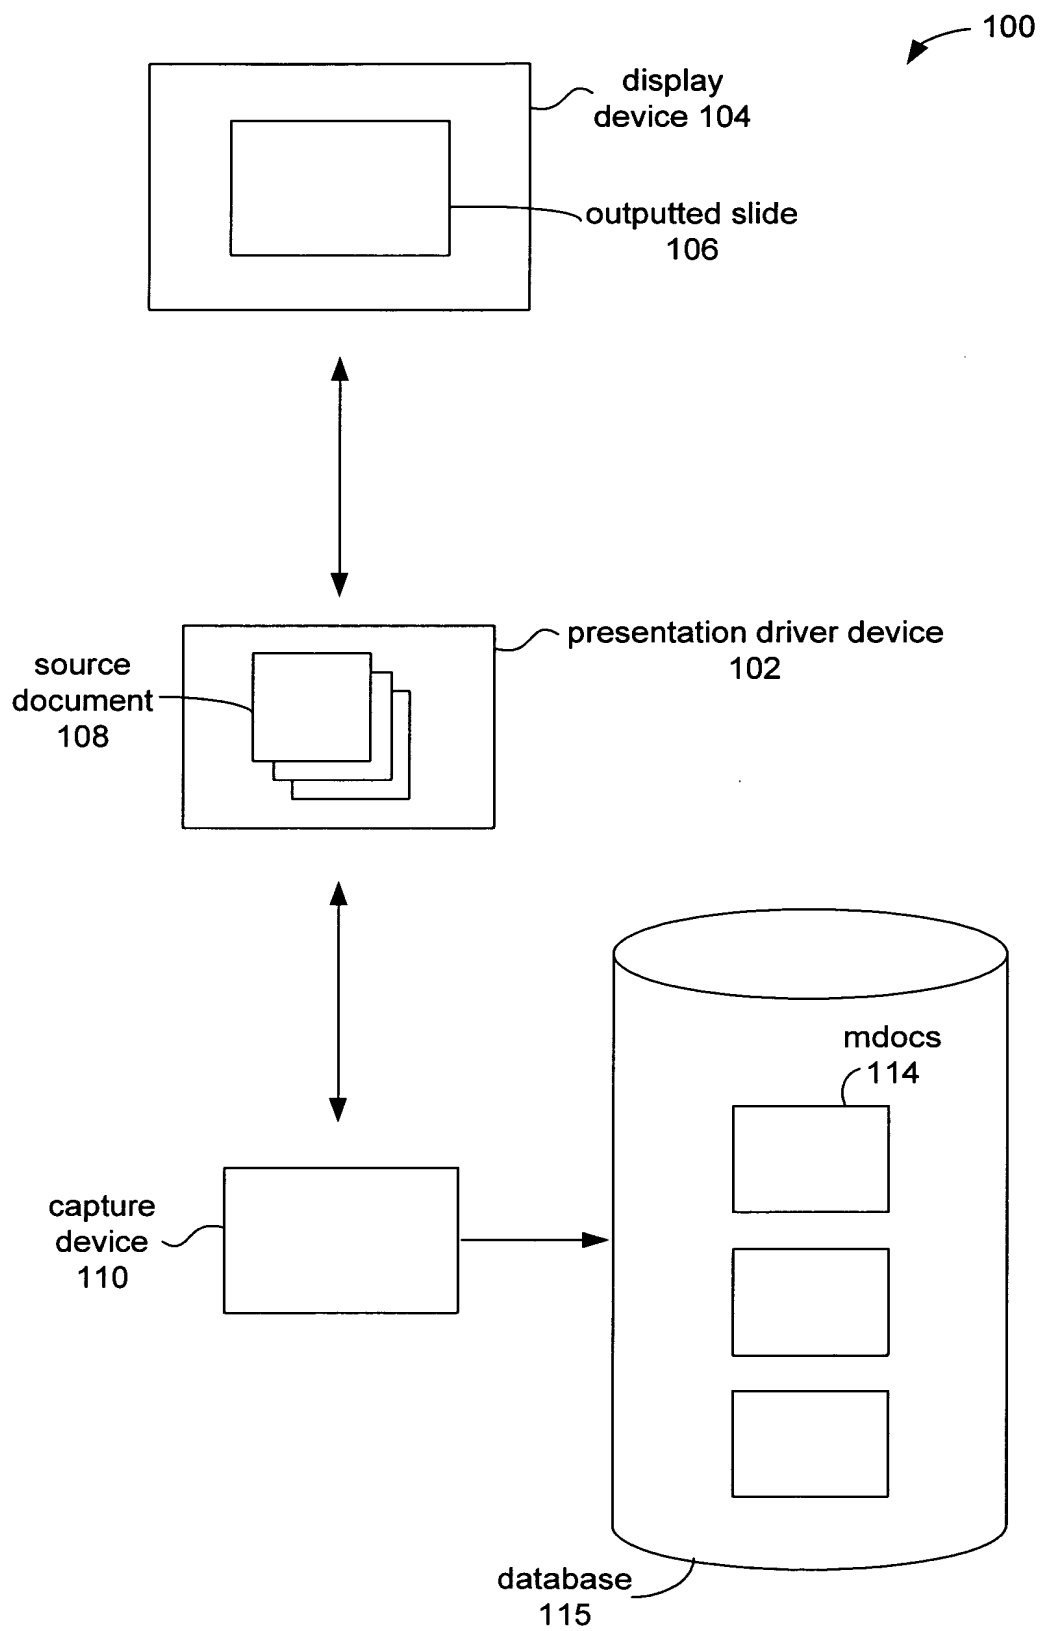 100
display
device 104
outputted slide
106
presentation driver device
102
source
document
108
mdocs
114
capture
device
110
database
115